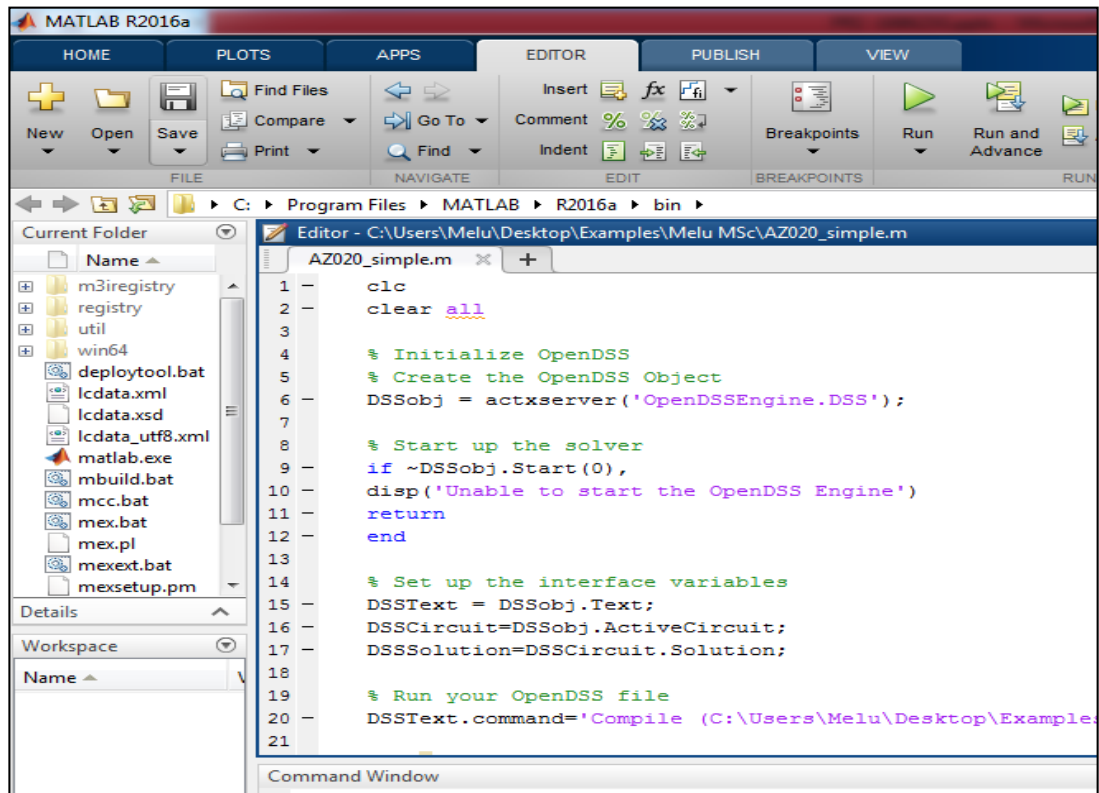 MATLAB R2016a
HOME PLOTS APPS EDITOR PUBLISH VIEW
New Open Save
Find Files
Compare
Print
FILE
Go To
Find
NAVIGATE
Insert
Comment
Indent
EDIT
Breakpoints
BREAKPOINTS
Run
Run and
Advance
RUN
C: Program Files MATLAB R2016a bin
Current Folder
Name
m3iregistry
registry
util
win64
deploytool.bat
lcdata.xml
lcdata.xsd
lcdata_utf8.xml
matlab.exe
mbuild.bat
mcc.bat
mex.bat
mex.pl
mexext.bat
mexsetup.pm
Details
Workspace
Name
Editor - C:\Users\Melu\Desktop\Examples\Melu MSc\AZ020_simple.m
AZ020_simple.m
1 clc
2 clear all
3
4 % Initialize OpenDSS
5 % Create the OpenDSS Object
6 DSSobj = actxserver('OpenDSSEngine.DSS');
7
8 % Start up the solver
9 if ~DSSobj.Start(0),
10 disp('Unable to start the OpenDSS Engine')
11 return
12 end
13
14 % Set up the interface variables
15 DSSText = DSSobj.Text;
16 DSSCircuit=DSSobj.ActiveCircuit;
17 DSSSolution=DSSCircuit.Solution;
18
19 % Run your OpenDSS file
20 DSSText.command='Compile (C:\Users\Melu\Desktop\Examples
21
Command Window